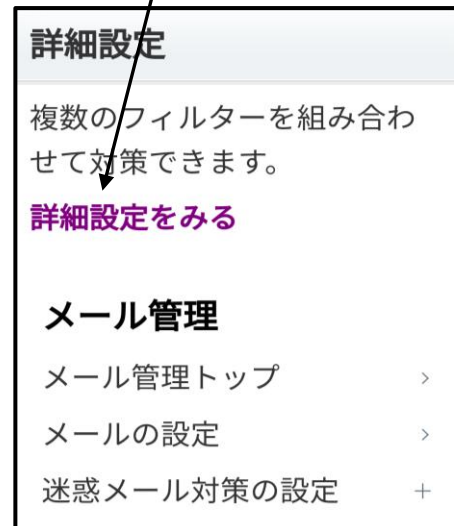 詳細設定
複数のフィルターを組み合わ
せて対策できます。
詳細設定をみる
メール管理
メール管理トップ
メールの設定
迷惑メール対策の設定